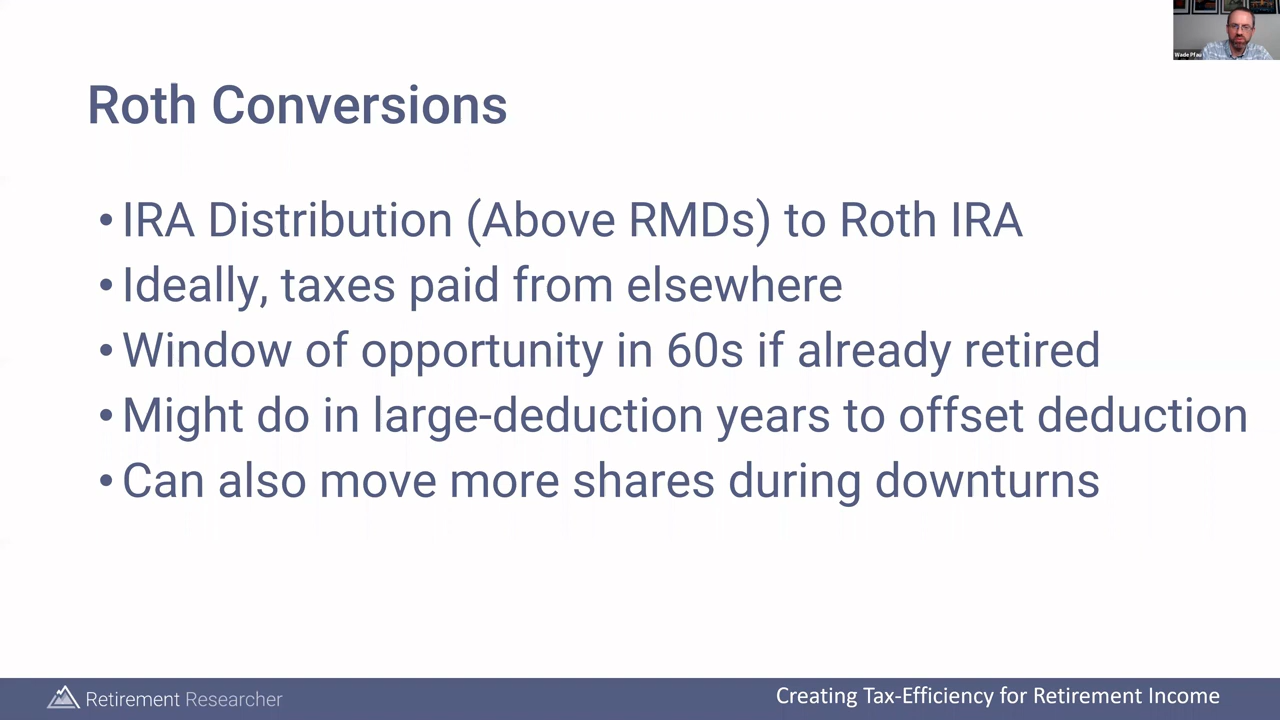 Wade Pfau
Roth Conversions
• IRA Distribution (Above RMDs) to Roth IRA
• Ideally, taxes paid from elsewhere
• Window of opportunity in 60s if already retired
• Might do in large-deduction years to offset deduction
• Can also move more shares during downturns
Retirement Researcher
Creating Tax-Efficiency for Retirement Income